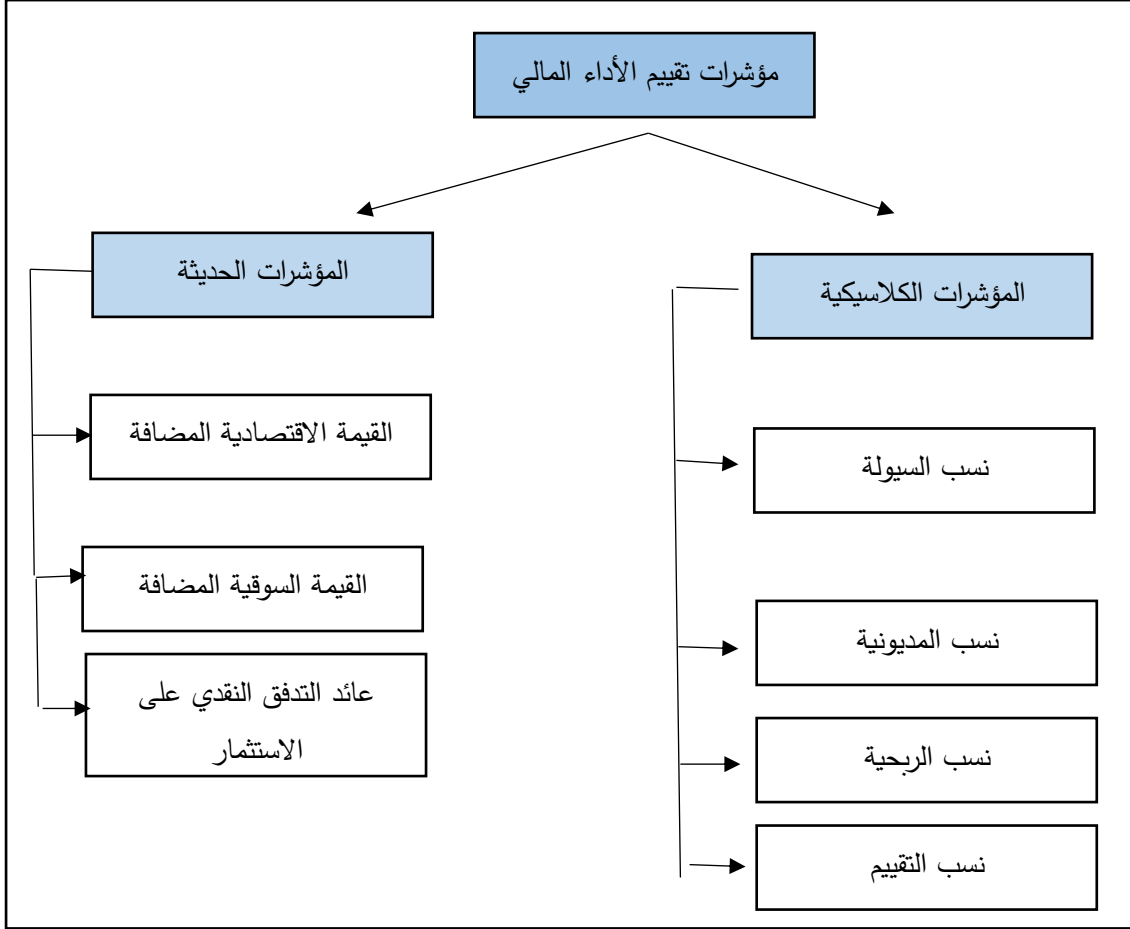 مؤشرات تقييم الأداء المالي
المؤشرات الكلاسيكية
نسب السيولة
نسب المديونية
نسب الربحية
نسب التقييم
المؤشرات الحديثة
القيمة الاقتصادية المضافة
القيمة السوقية المضافة
عائد التدفق النقدي على
الاستثمار